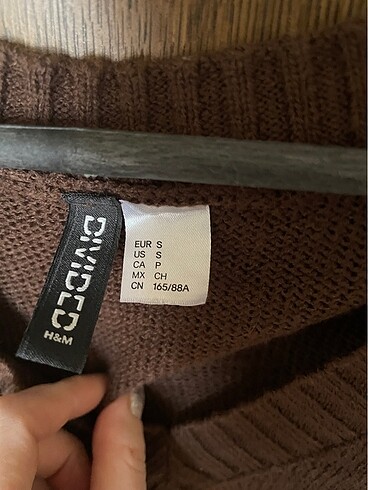 DIVIDED
H&M
EUR S
US S
CA P
MX CH
CN 165/88A